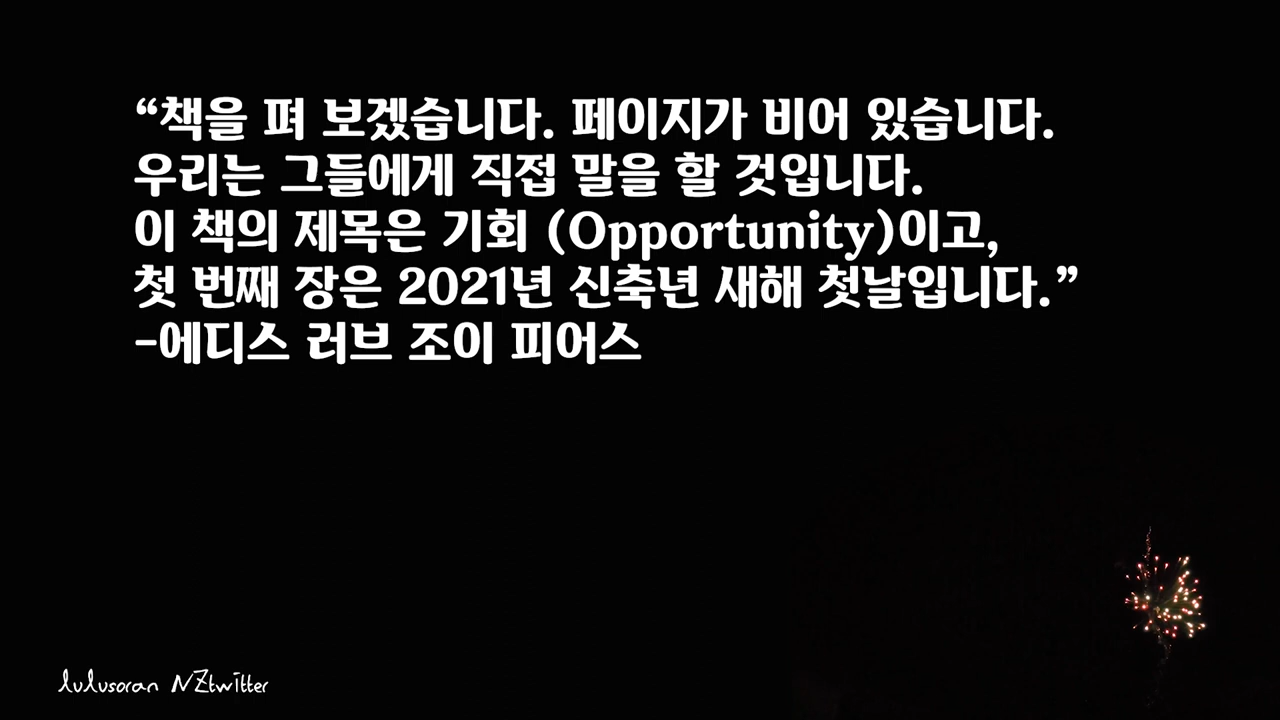 “책을 펴 보겠습니다. 페이지가 비어 있습니다.
우리는 그들에게 직접 말을 할 것입니다.
이 책의 제목은 기회 (Opportunity)이고,
첫 번째 장은 2021년 신축년 새해 첫날입니다.”
-에디스 러브 조이 피어스
lulusoran NZtwitter